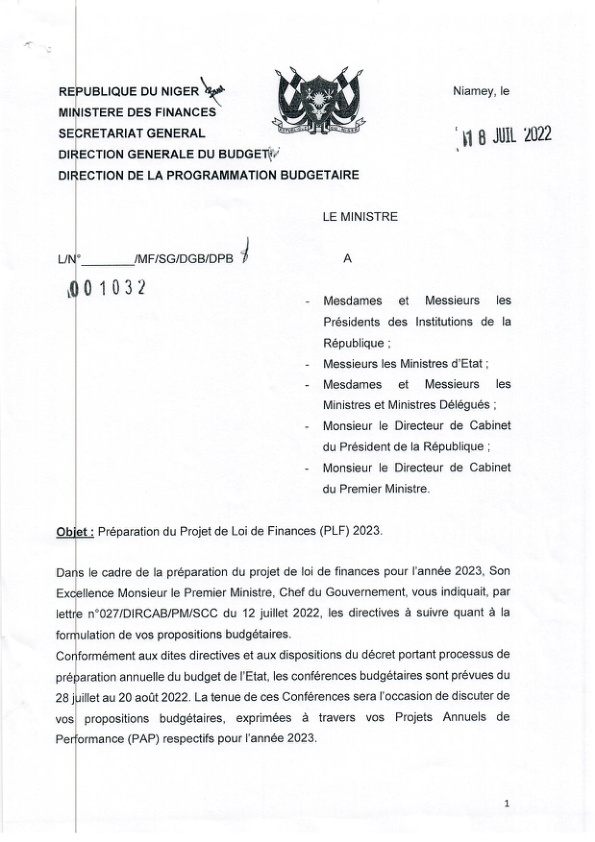 REPUBLIQUE DU NIGER
MINISTERE DES FINANCES
SECRETARIAT GENERAL
DIRECTION GENERALE DU BUDGET
DIRECTION DE LA PROGRAMMATION BUDGETAIRE
Niamey, le
18 JUIL 2022
LE MINISTRE
L/N°________/MF/SG/DGB/DPB
A
001032
- Mesdames et Messieurs les
Présidents des Institutions de la
République ;
- Messieurs les Ministres d'Etat ;
- Mesdames et Messieurs les
Ministres et Ministres Délégués ;
- Monsieur le Directeur de Cabinet
du Président de la République ;
- Monsieur le Directeur de Cabinet
du Premier Ministre.
Objet : Préparation du Projet de Loi de Finances (PLF) 2023.
Dans le cadre de la préparation du projet de loi de finances pour l'année 2023, Son
Excellence Monsieur le Premier Ministre, Chef du Gouvernement, vous indiquait, par
lettre n°027/DIRCAB/PM/SCC du 12 juillet 2022, les directives à suivre quant à la
formulation de vos propositions budgétaires.
Conformément aux dites directives et aux dispositions du décret portant processus de
préparation annuelle du budget de l'Etat, les conférences budgétaires sont prévues du
28 juillet au 20 août 2022. La tenue de ces Conférences sera l'occasion de discuter de
vos propositions budgétaires, exprimées à travers vos Projets Annuels de
Performance (PAP) respectifs pour l'année 2023.
1